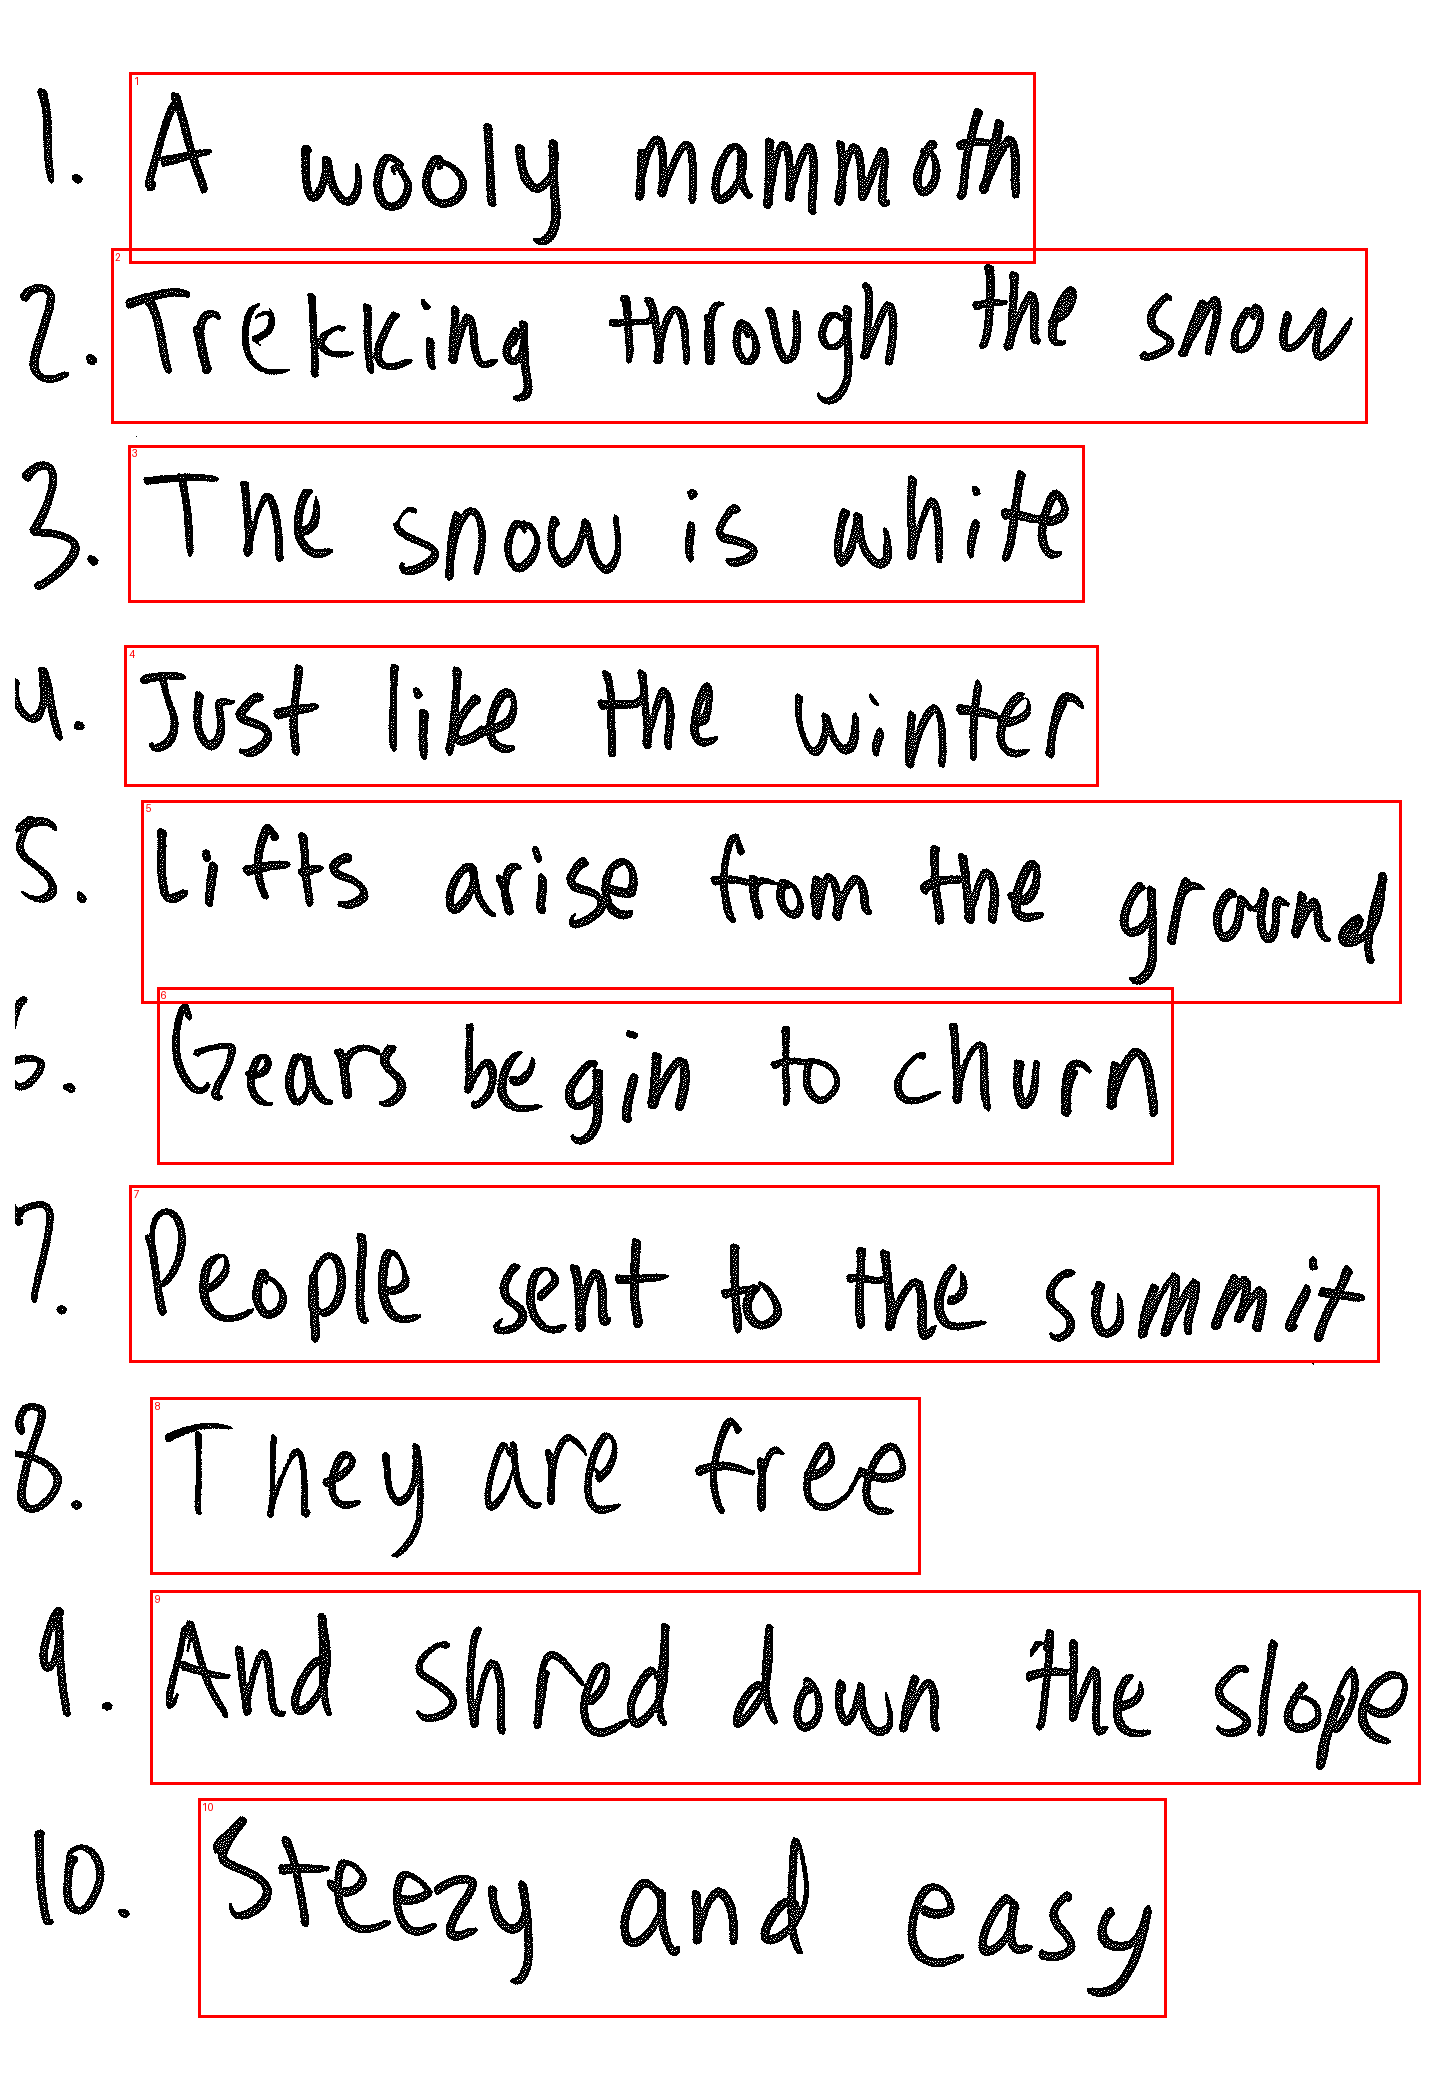 1. A wooly mammoth
2. Trekking through the snow
3. The snow is white
4. Just like the winter
5. Lifts arise from the ground
6. Gears begin to churn
7. People sent to the summit
8. They are free
9. And shred down the slope
10. Steezy and easy